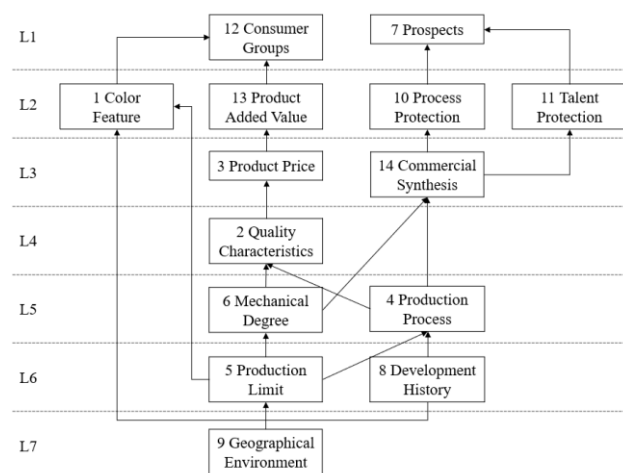 L1
12 Consumer
Groups
7 Prospects
L2
1 Color
Feature
13 Product
Added Value
10 Process
Protection
11 Talent
Protection
L3
3 Product Price
14 Commercial
Synthesis
L4
2 Quality
Characteristics
L5
6 Mechanical
Degree
4 Production
Process
L6
5 Production
Limit
8 Development
History
L7
9 Geographical
Environment